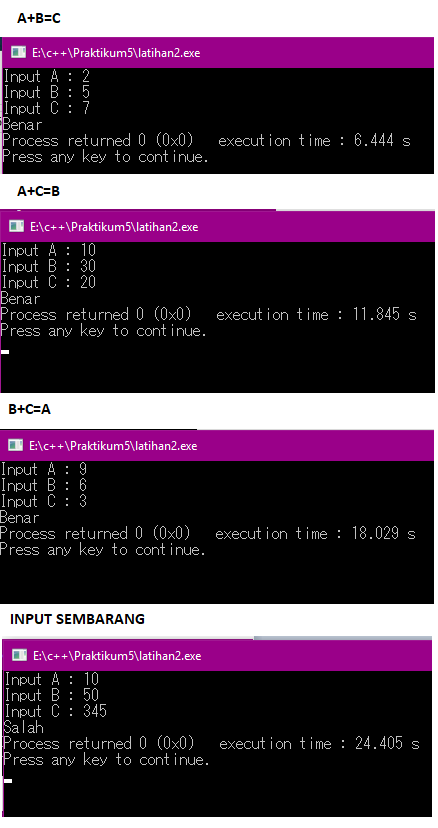 A+B=C
E:\c++\Praktikum5\latihan2.exe
Input A : 2
Input B : 5
Input C : 7
Benar
Process returned 0 (0x0)   execution time : 6.444 s
Press any key to continue.
A+C=B
E:\c++\Praktikum5\latihan2.exe
Input A : 10
Input B : 30
Input C : 20
Benar
Process returned 0 (0x0)   execution time : 11.845 s
Press any key to continue.
B+C=A
E:\c++\Praktikum5\latihan2.exe
Input A : 9
Input B : 6
Input C : 3
Benar
Process returned 0 (0x0)   execution time : 18.029 s
Press any key to continue.
INPUT SEMBARANG
E:\c++\Praktikum5\latihan2.exe
Input A : 10
Input B : 50
Input C : 345
Salah
Process returned 0 (0x0)   execution time : 24.405 s
Press any key to continue.